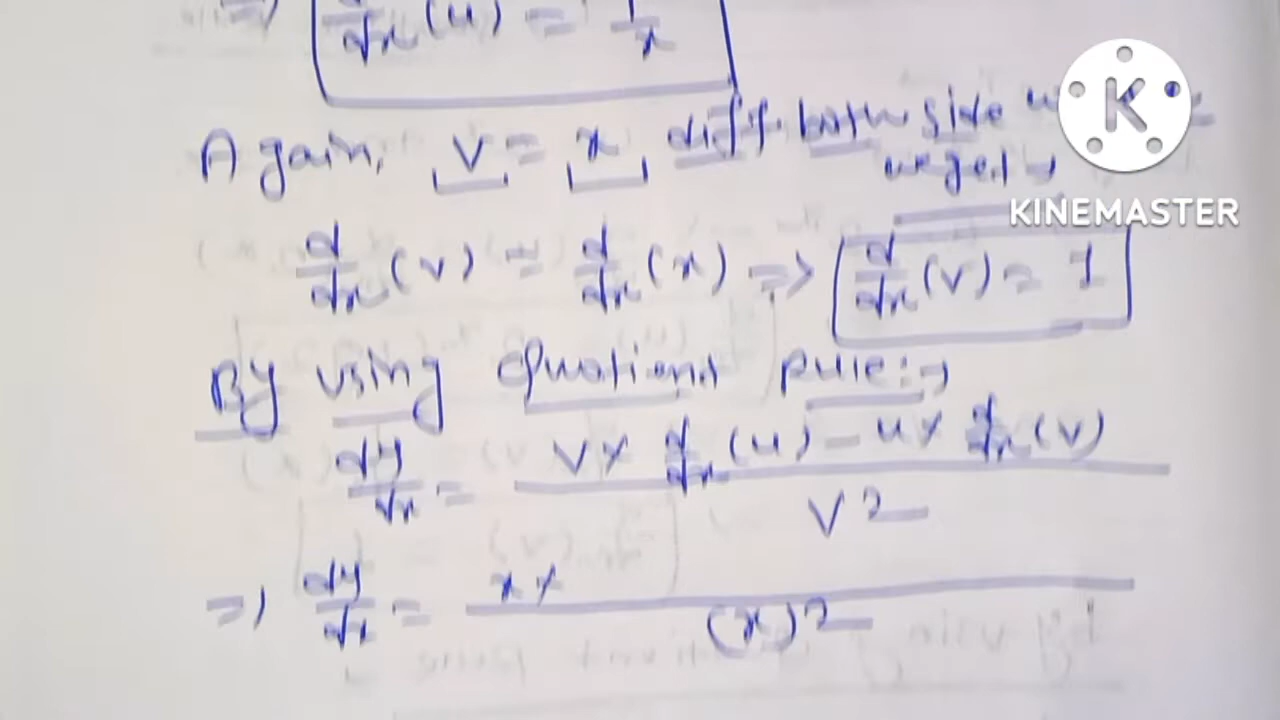 => d/dx (u) = 1/x
Again, v = x diff. both side
we get →
d/dx (v) = d/dx (x) => d/dx (v) = 1
By using Quotient rule:→
dy/dx = v × d/dx (u) - u × d/dx (v) / v²
=> dy/dx = x × / (x)²
K
KINEMASTER